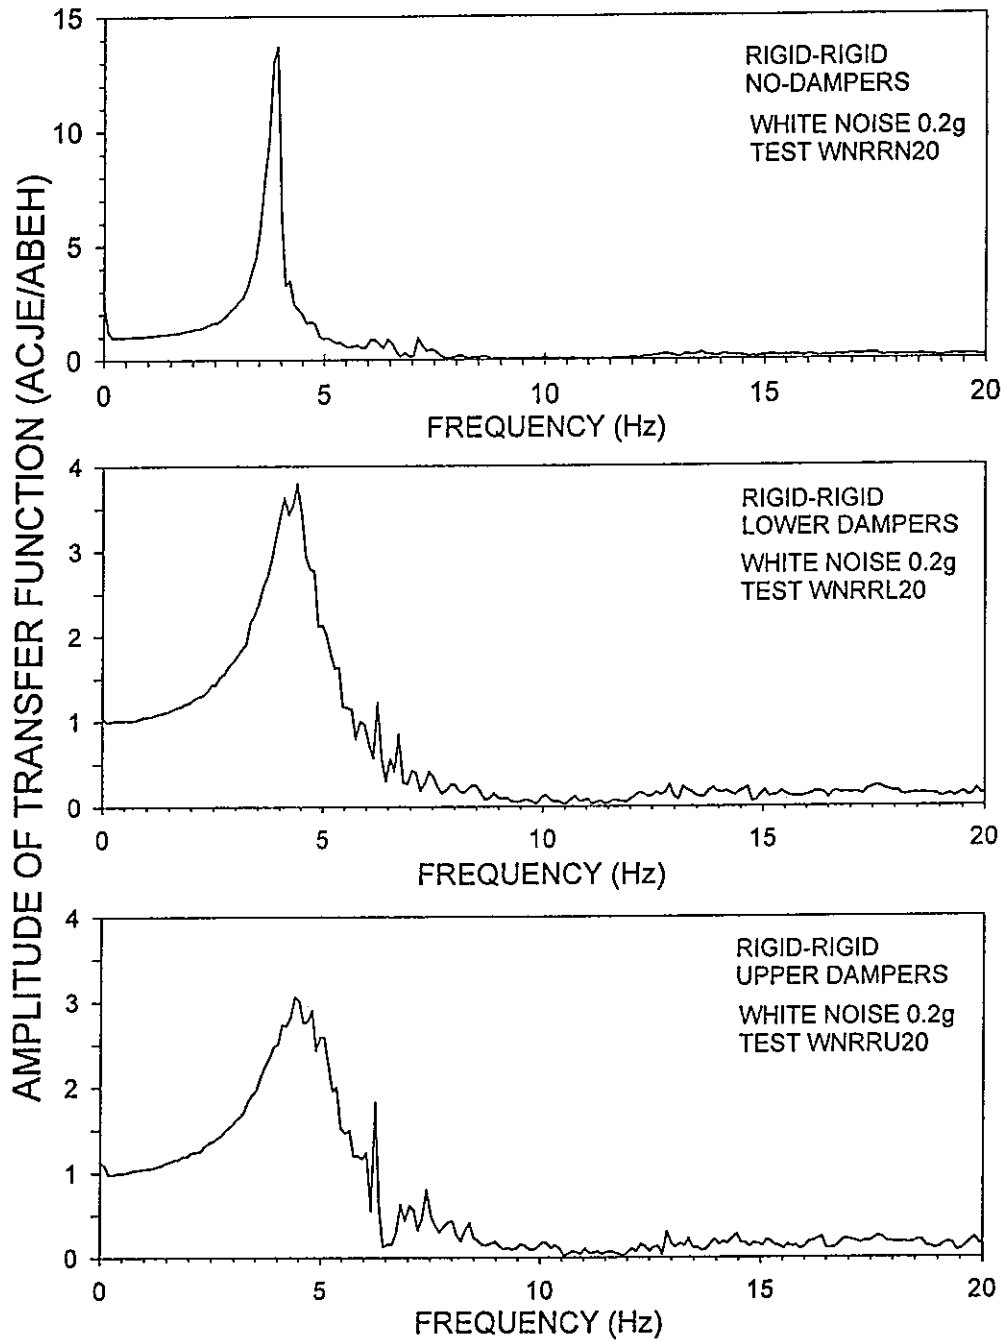 AMPLITUDE OF TRANSFER FUNCTION (ACJE/ABEH)
15
10
5
0
RIGID-RIGID
NO-DAMPERS
WHITE NOISE 0.2g
TEST WNRRN20
0 5 10 15 20
FREQUENCY (Hz)
4
3
2
1
0
RIGID-RIGID
LOWER DAMPERS
WHITE NOISE 0.2g
TEST WNRRL20
0 5 10 15 20
FREQUENCY (Hz)
4
3
2
1
0
RIGID-RIGID
UPPER DAMPERS
WHITE NOISE 0.2g
TEST WNRRU20
0 5 10 15 20
FREQUENCY (Hz)